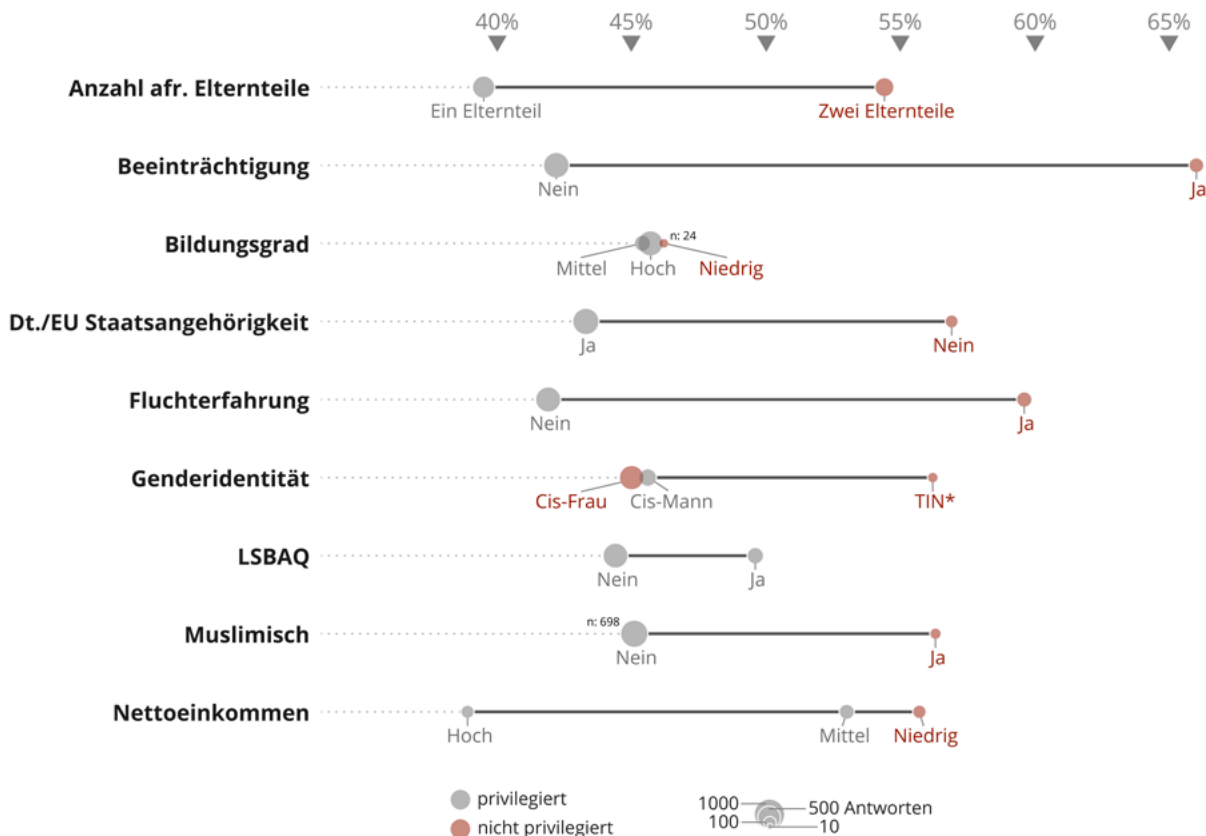 40% 45% 50% 55% 60% 65%
Anzahl afr. Elternteile
Ein Elternteil Zwei Elternteile
Beeinträchtigung
Nein Ja
Bildungsgrad n: 24
Mittel Hoch Niedrig
Dt./EU Staatsangehörigkeit
Ja Nein
Fluchterfahrung
Nein Ja
Genderidentität
Cis-Frau Cis-Mann TIN*
LSBAQ
Nein Ja
Muslimisch n: 698
Nein Ja
Nettoeinkommen
Hoch Mittel Niedrig
privilegiert 1000 500 Antworten
nicht privilegiert 100 10